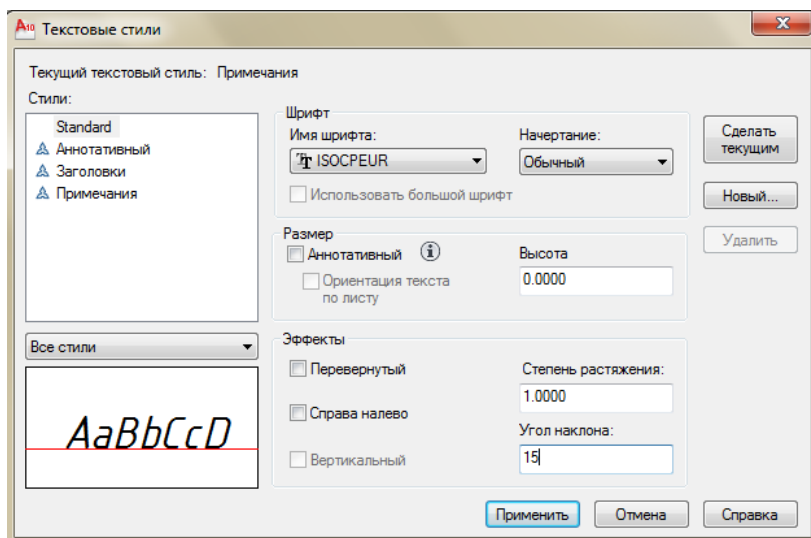 A10 Текстовые стили
Текущий текстовый стиль: Примечания
Стили:
Standard
Аннотативный
Заголовки
Примечания
Все стили
AaBbCcD
Шрифт
Имя шрифта:
ISOCPEUR
Начертание:
Обычный
Использовать большой шрифт
Размер
Аннотативный
Ориентация текста
по листу
Высота
0.0000
Эффекты
Перевернутый
Справа налево
Вертикальный
Степень растяжения:
1.0000
Угол наклона:
15
Сделать
текущим
Новый...
Удалить
Применить
Отмена
Справка